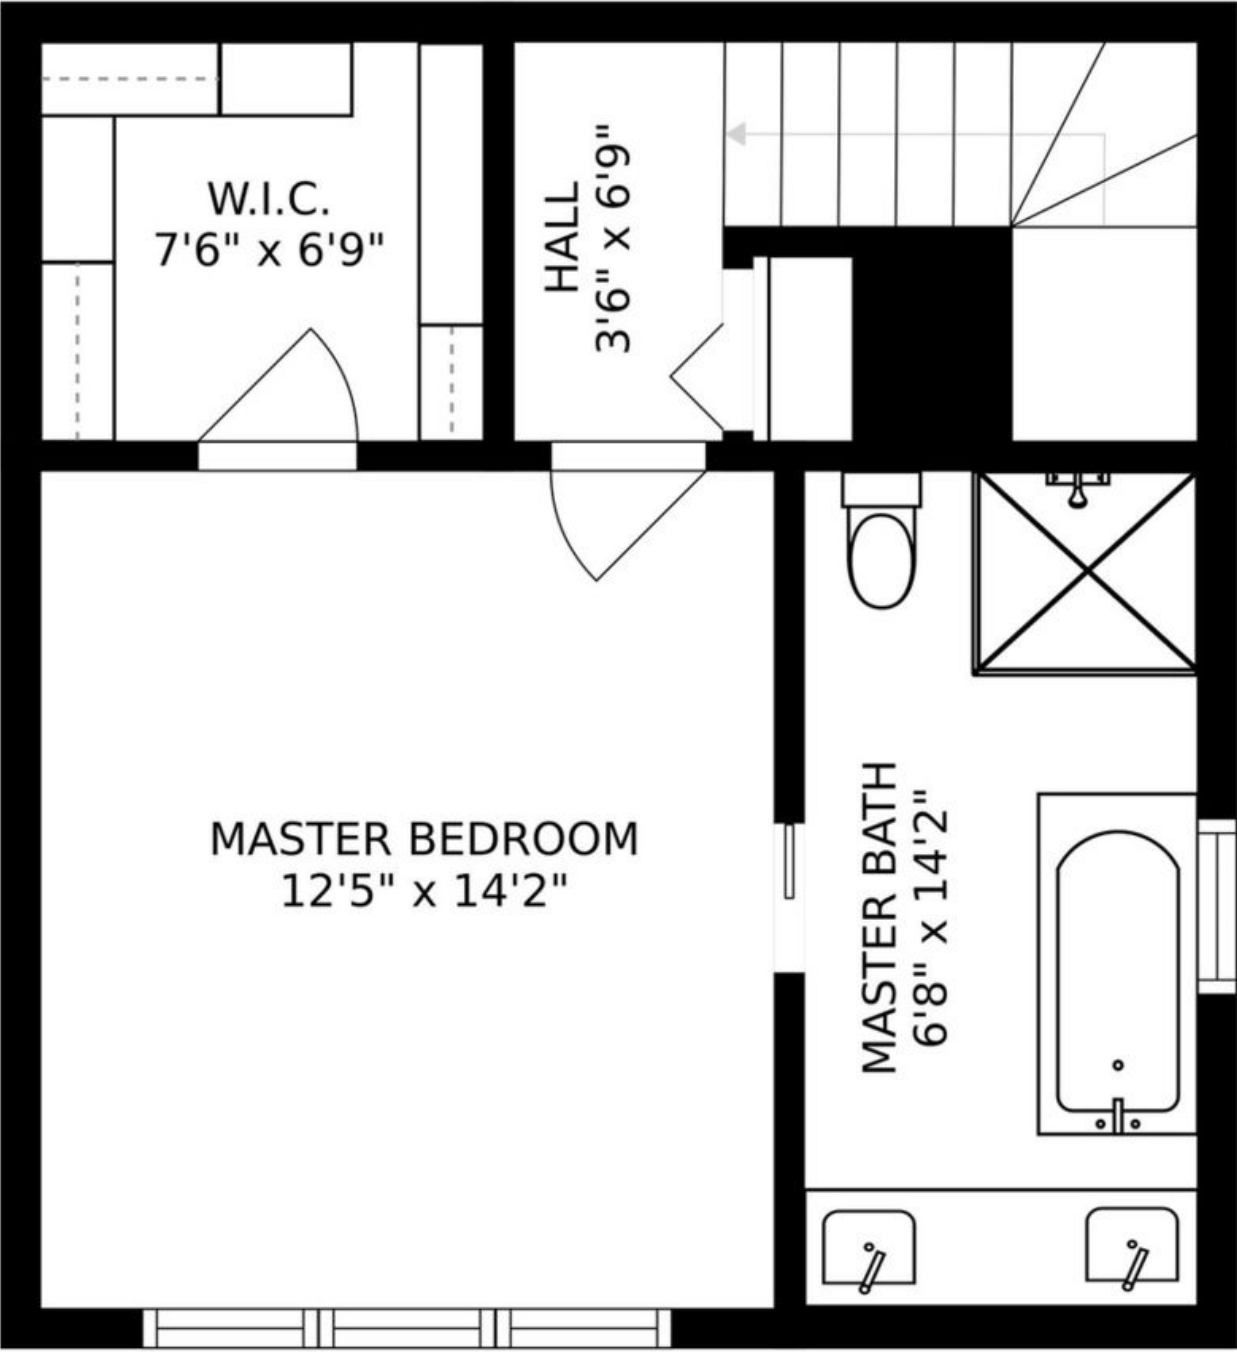 W.I.C.
7'6" x 6'9"
HALL
3'6" x 6'9"
MASTER BEDROOM
12'5" x 14'2"
MASTER BATH
6'8" x 14'2"